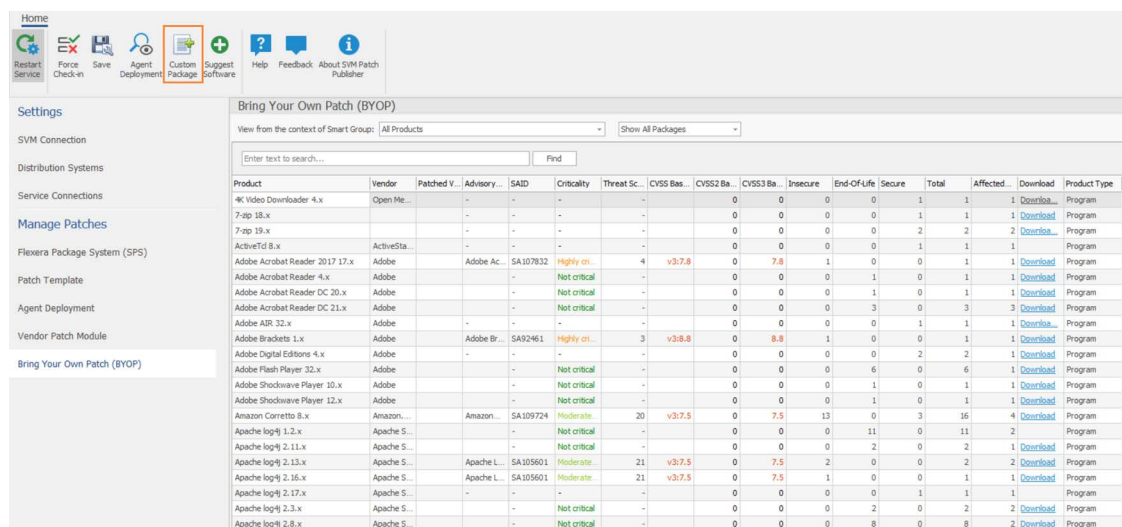 Home
Restart Service
Force Check-in
Save
Agent Deployment
Custom Package
Suggest Software
Help
Feedback
About SVM Patch Publisher
Settings
SVM Connection
Distribution Systems
Service Connections
Manage Patches
Flexera Package System (SPS)
Patch Template
Agent Deployment
Vendor Patch Module
Bring Your Own Patch (BYOP)
Bring Your Own Patch (BYOP)
View from the context of Smart Group: All Products Show All Packages
Enter text to search... Find
Product Vendor Patched V... Advisory... SAID Criticality Threat Sc... CVSS Bas... CVSS2 Ba... CVSS3 Ba... Insecure End-Of-Life Secure Total Affected... Download Product Type
4K Video Downloader 4.x Open Me... - - - - 0 0 0 0 1 1 1 Downloa... Program
7-zip 18.x - - - - 0 0 0 0 1 1 1 Download Program
7-zip 19.x - - - - 0 0 0 0 2 2 2 Downloa... Program
ActiveTcl 8.x ActiveSta... - - - - 0 0 0 0 1 1 1 Program
Adobe Acrobat Reader 2017 17.x Adobe Adobe Ac... SA107832 Highly cri... 4 v3:7.8 0 7.8 1 0 0 1 1 Download Program
Adobe Acrobat Reader 4.x Adobe - Not critical - 0 0 0 1 0 1 1 Download Program
Adobe Acrobat Reader DC 20.x Adobe - Not critical - 0 0 0 1 0 1 1 Download Program
Adobe Acrobat Reader DC 21.x Adobe - Not critical - 0 0 0 3 0 3 3 Download Program
Adobe AIR 32.x Adobe - - - - 0 0 0 0 1 1 1 Downloa... Program
Adobe Brackets 1.x Adobe Adobe Br... SA92461 Highly cri... 3 v3:8.8 0 8.8 1 0 0 1 1 Download Program
Adobe Digital Editions 4.x Adobe - - - - 0 0 0 0 2 2 1 Download Program
Adobe Flash Player 32.x Adobe - Not critical - 0 0 0 6 0 6 1 Download Program
Adobe Shockwave Player 10.x Adobe - Not critical - 0 0 0 1 0 1 1 Download Program
Adobe Shockwave Player 12.x Adobe - Not critical - 0 0 0 1 0 1 1 Download Program
Amazon Corretto 8.x Amazon.... Amazon... SA109724 Moderate... 20 v3:7.5 0 7.5 13 0 3 16 4 Download Program
Apache log4j 1.2.x Apache S... - Not critical - 0 0 0 11 0 11 2 Program
Apache log4j 2.11.x Apache S... - Not critical - 0 0 0 2 0 2 1 Download Program
Apache log4j 2.13.x Apache S... Apache L... SA105601 Moderate... 21 v3:7.5 0 7.5 2 0 0 2 2 Download Program
Apache log4j 2.16.x Apache S... Apache L... SA105601 Moderate... 21 v3:7.5 0 7.5 1 0 0 1 1 Download Program
Apache log4j 2.17.x Apache S... - - - - 0 0 0 0 1 1 1 Program
Apache log4j 2.3.x Apache S... - Not critical - 0 0 0 2 0 2 2 Download Program
Apache log4j 2.8.x Apache S... - Not critical - 0 0 0 8 0 8 2 Download Program